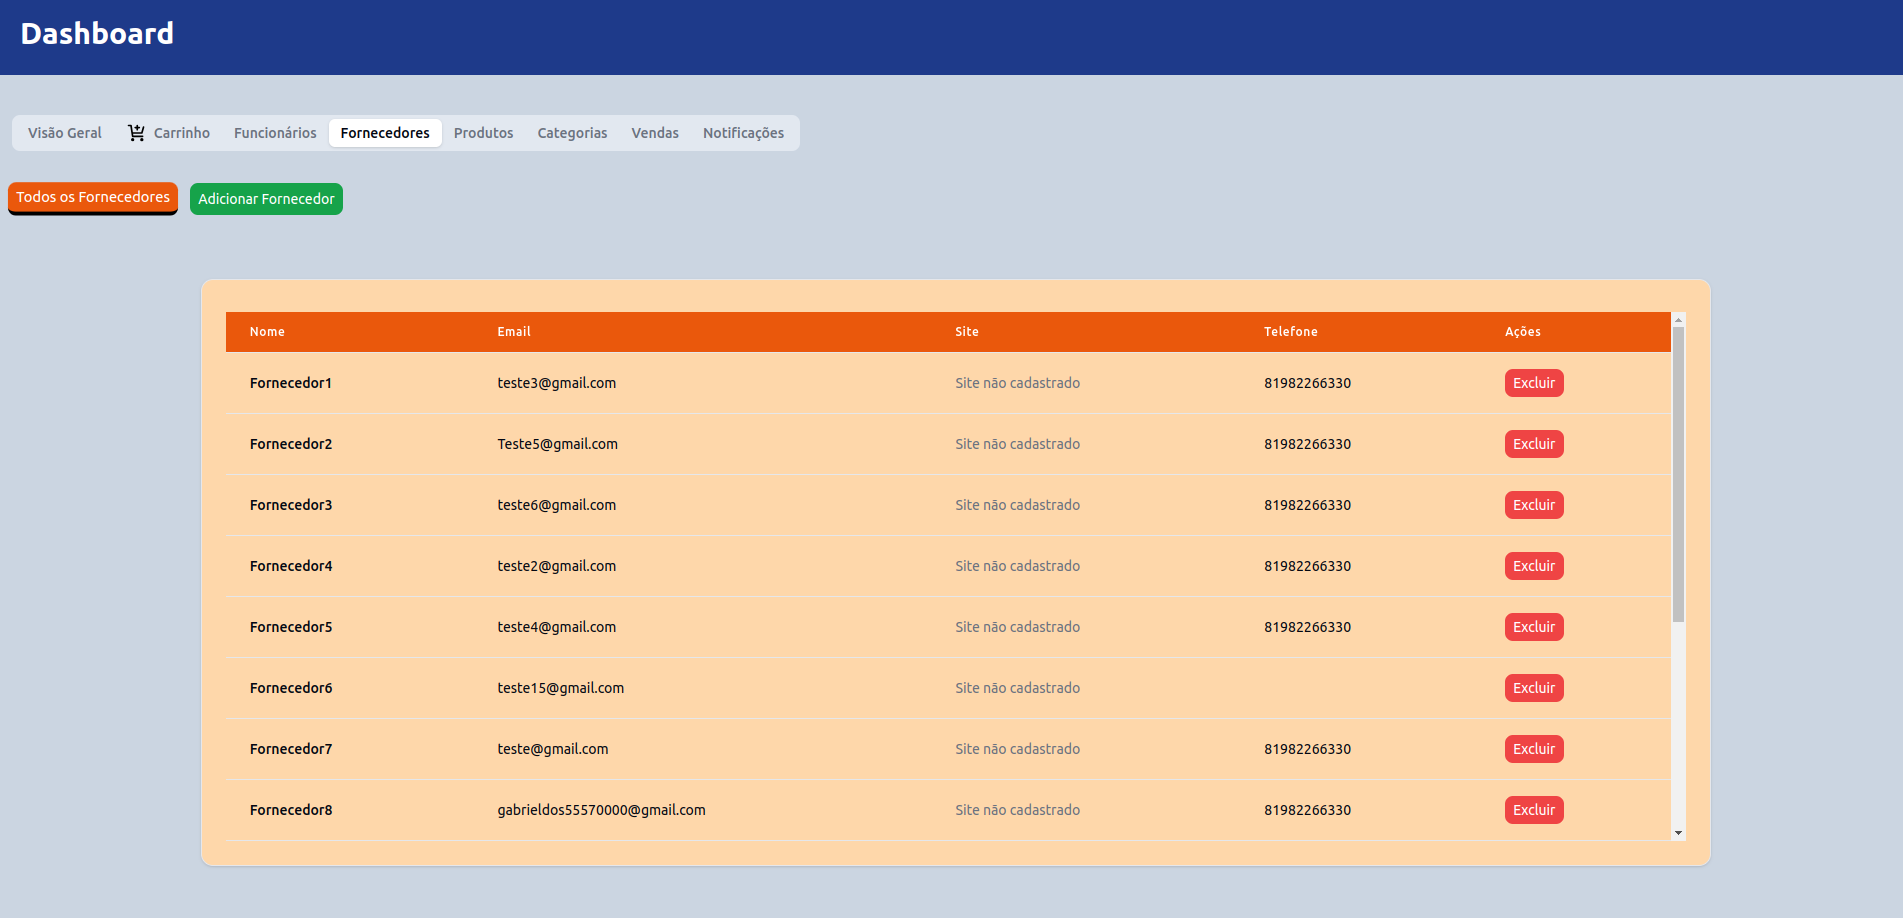 Dashboard
Visão Geral Carrinho Funcionários Fornecedores Produtos Categorias Vendas Notificações
Todos os Fornecedores Adicionar Fornecedor
Nome Email Site Telefone Ações
Fornecedor1 teste3@gmail.com Site não cadastrado 81982266330 Excluir
Fornecedor2 Teste5@gmail.com Site não cadastrado 81982266330 Excluir
Fornecedor3 teste6@gmail.com Site não cadastrado 81982266330 Excluir
Fornecedor4 teste2@gmail.com Site não cadastrado 81982266330 Excluir
Fornecedor5 teste4@gmail.com Site não cadastrado 81982266330 Excluir
Fornecedor6 teste15@gmail.com Site não cadastrado Excluir
Fornecedor7 teste@gmail.com Site não cadastrado 81982266330 Excluir
Fornecedor8 gabrieldos55570000@gmail.com Site não cadastrado 81982266330 Excluir